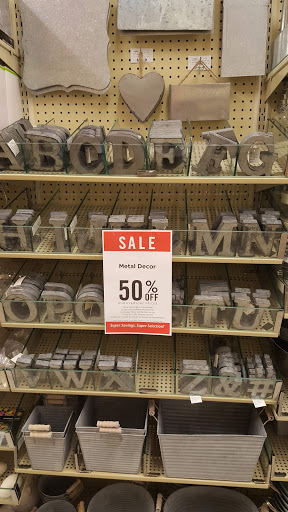 A B C D E F G
H I M N
SALE
Metal Decor
50% OFF
Super Savings, Super Selection!
O P Q T U
V W X Z & #